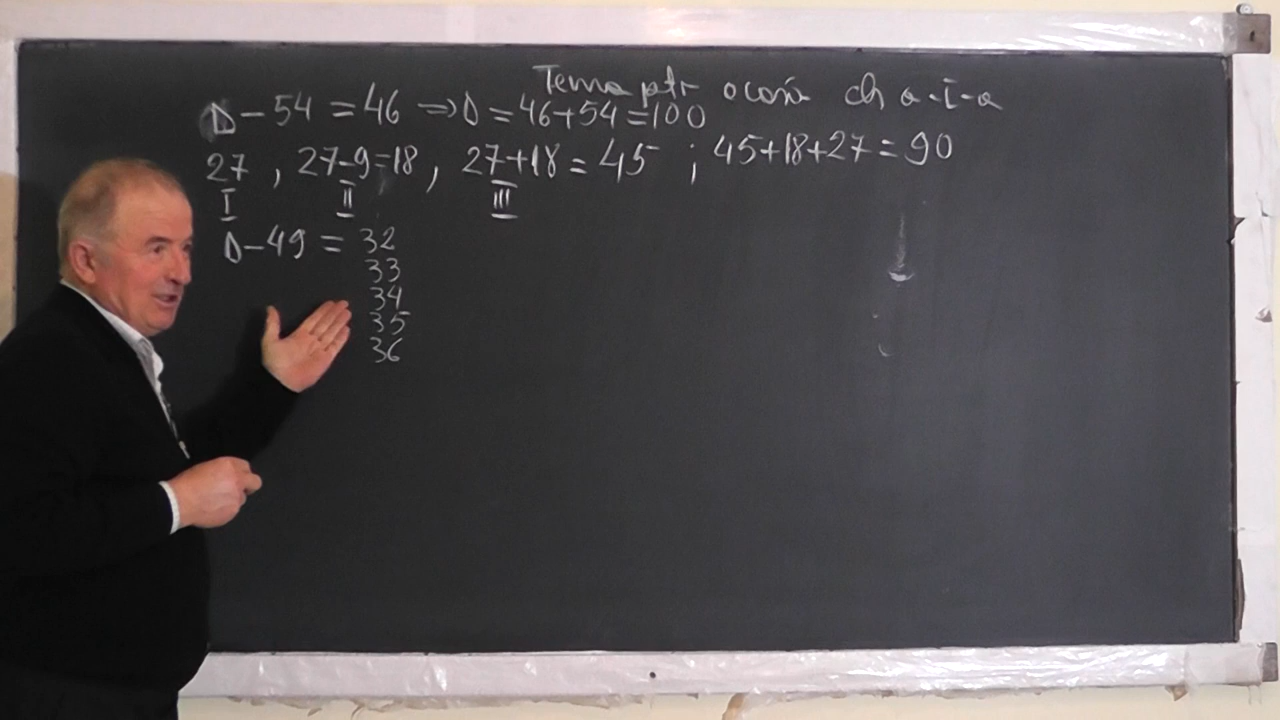 Tema ptr acasă cls a-I-a
D - 54 = 46 ⇒ D = 46+54=100
27 , 27-9=18, 27+18 = 45 ; 45+18+27 = 90
I II III
D-49 = 32
33
34
35
36